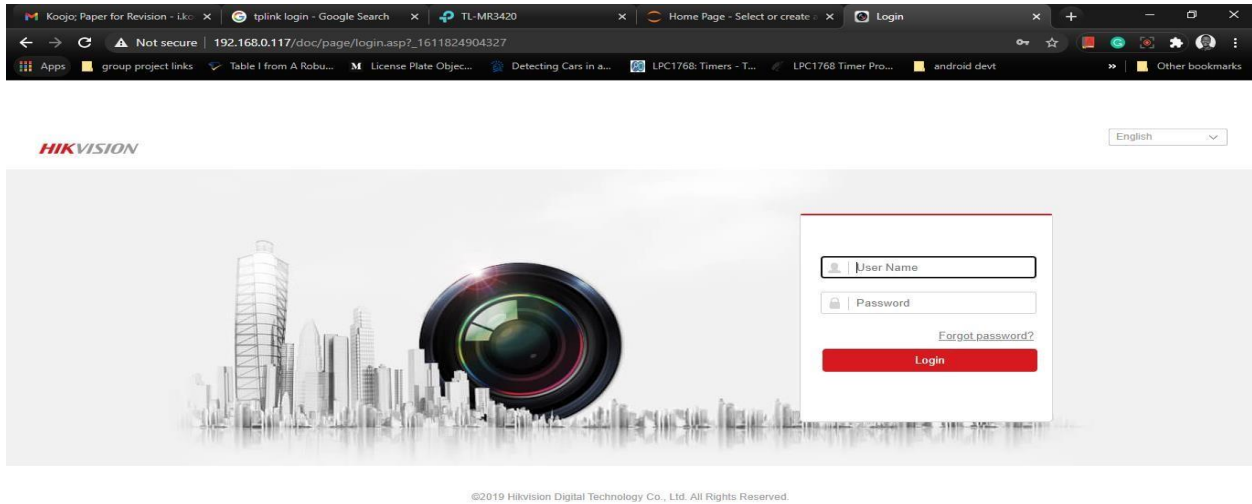 Koojo; Paper for Revision - i.ko
tplink login - Google Search
TL-MR3420
Home Page - Select or create a
Login
Not secure | 192.168.0.117/doc/page/login.asp?_1611824904327
Apps
group project links
Table I from A Robu...
License Plate Objec...
Detecting Cars in a...
LPC1768: Timers - T...
LPC1768 Timer Pro...
android devt
»
Other bookmarks
HIKVISION
English
User Name
Password
Forgot password?
Login
©2019 Hikvision Digital Technology Co., Ltd. All Rights Reserved.